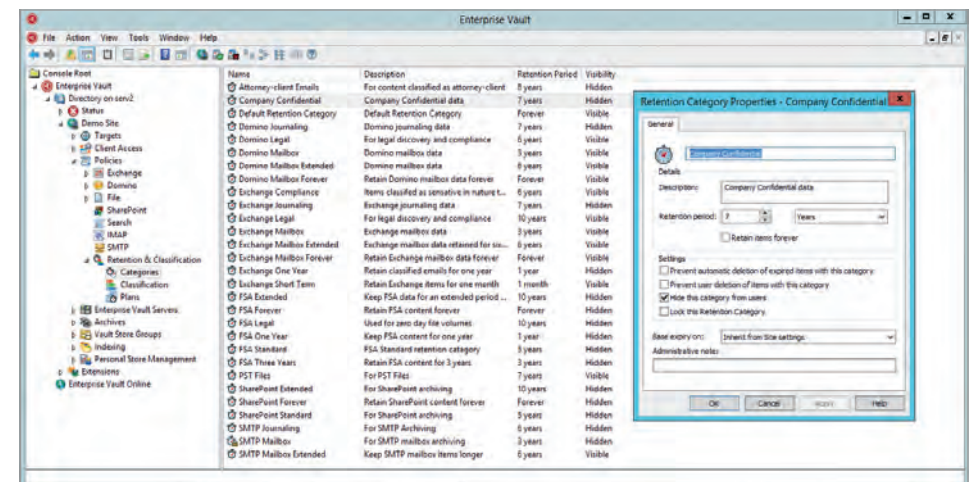 Enterprise Vault
File Action View Tools Window Help
Console Root
Enterprise Vault
Directory on serv2
Status
Demo Site
Targets
Client Access
Policies
Exchange
Domino
File
SharePoint
Search
IMAP
SMTP
Retention & Classification
Categories
Classification
Plans
Enterprise Vault Servers
Archives
Vault Store Groups
Indexing
Personal Store Management
Extensions
Enterprise Vault Online
Name Description Retention Period Visibility
Attorney-client Emails For content classified as attorney-client 8 years Hidden
Company Confidential Company Confidential data 7 years Hidden
Default Retention Category Default Retention Category Forever Visible
Domino Journaling Domino journaling data 7 years Hidden
Domino Legal For legal discovery and compliance 6 years Visible
Domino Mailbox Domino mailbox data 3 years Visible
Domino Mailbox Extended Domino mailbox data 6 years Visible
Domino Mailbox Forever Retain Domino mailbox data forever Forever Visible
Exchange Compliance Items classifed as sensative in nature t... 6 years Hidden
Exchange Journaling Exchange journaling data 7 years Hidden
Exchange Legal For legal discovery and compliance 10 years Visible
Exchange Mailbox Exchange mailbox data 3 years Visible
Exchange Mailbox Extended Exchange mailbox data retained for six... 6 years Visible
Exchange Mailbox Forever Retain Exchange mailbox data forever Forever Visible
Exchange One Year Retain classified emails for one year 1 year Hidden
Exchange Short Term Retain Exchange items for one month 1 month Visible
FSA Extended Keep FSA data for an extended period ... 10 years Hidden
FSA Forever Retain FSA content forever Forever Hidden
FSA Legal Used for zero day file volumes 10 years Hidden
FSA One Year Keep FSA content for one year 1 year Hidden
FSA Standard FSA Standard retention category 3 years Hidden
FSA Three Years Retain FSA content for 3 years 3 years Hidden
PST Files For PST Files 7 years Visible
SharePoint Extended For SharePoint archiving 10 years Hidden
SharePoint Forever Retain SharePoint content forever Forever Hidden
SharePoint Standard For SharePoint archiving 5 years Hidden
SMTP Journaling For SMTP Archiving 6 years Hidden
SMTP Mailbox For SMTP mailbox archiving 3 years Hidden
SMTP Mailbox Extended Keep SMTP mailbox items longer 6 years Visible
Retention Category Properties - Company Confidential
General
Company Confidential
Details
Description: Company Confidential data
Retention period: 7 Years
Retain items forever
Settings
Prevent automatic deletion of expired items with this category
Prevent user deletion of items with this category
Hide this category from users
Lock this Retention Category
Base expiry on: Inherit from Site settings
Administrative note:
OK Cancel Apply Help